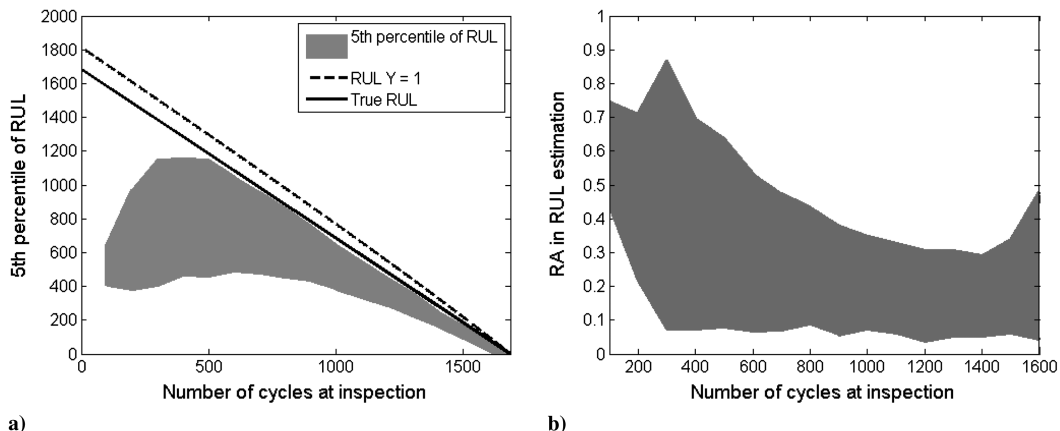 2000
1800
1600
1400
1200
1000
800
600
400
200
0
5th percentile of RUL
5th percentile of RUL
RUL Y = 1
True RUL
0 500 1000 1500
Number of cycles at inspection
a)
1
0.9
0.8
0.7
0.6
0.5
0.4
0.3
0.2
0.1
0
RA in RUL estimation
200 400 600 800 1000 1200 1400 1600
Number of cycles at inspection
b)